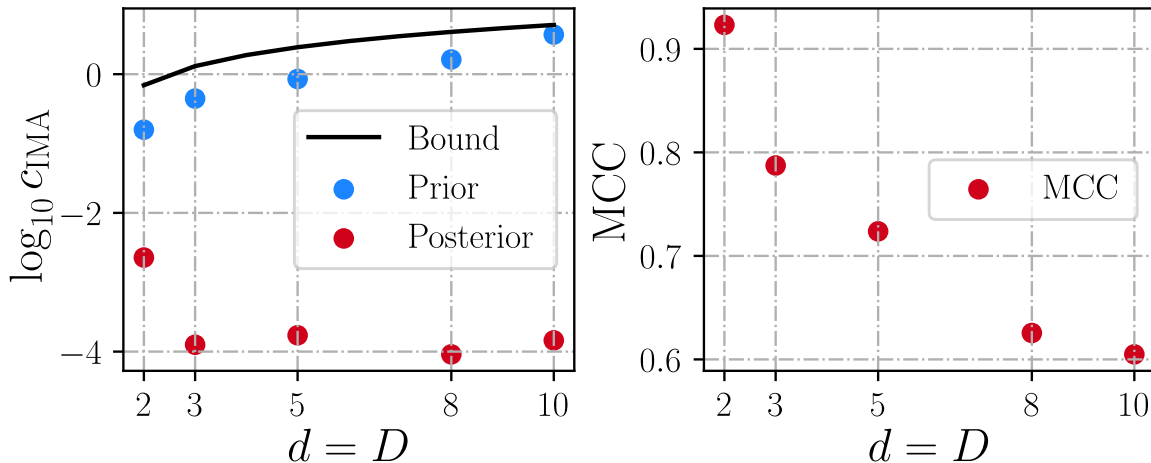 0
−2
−4
log₁₀ c_IMA
Bound
Prior
Posterior
2 3 5 8 10
d = D
0.9
0.8
0.7
0.6
MCC
MCC
2 3 5 8 10
d = D